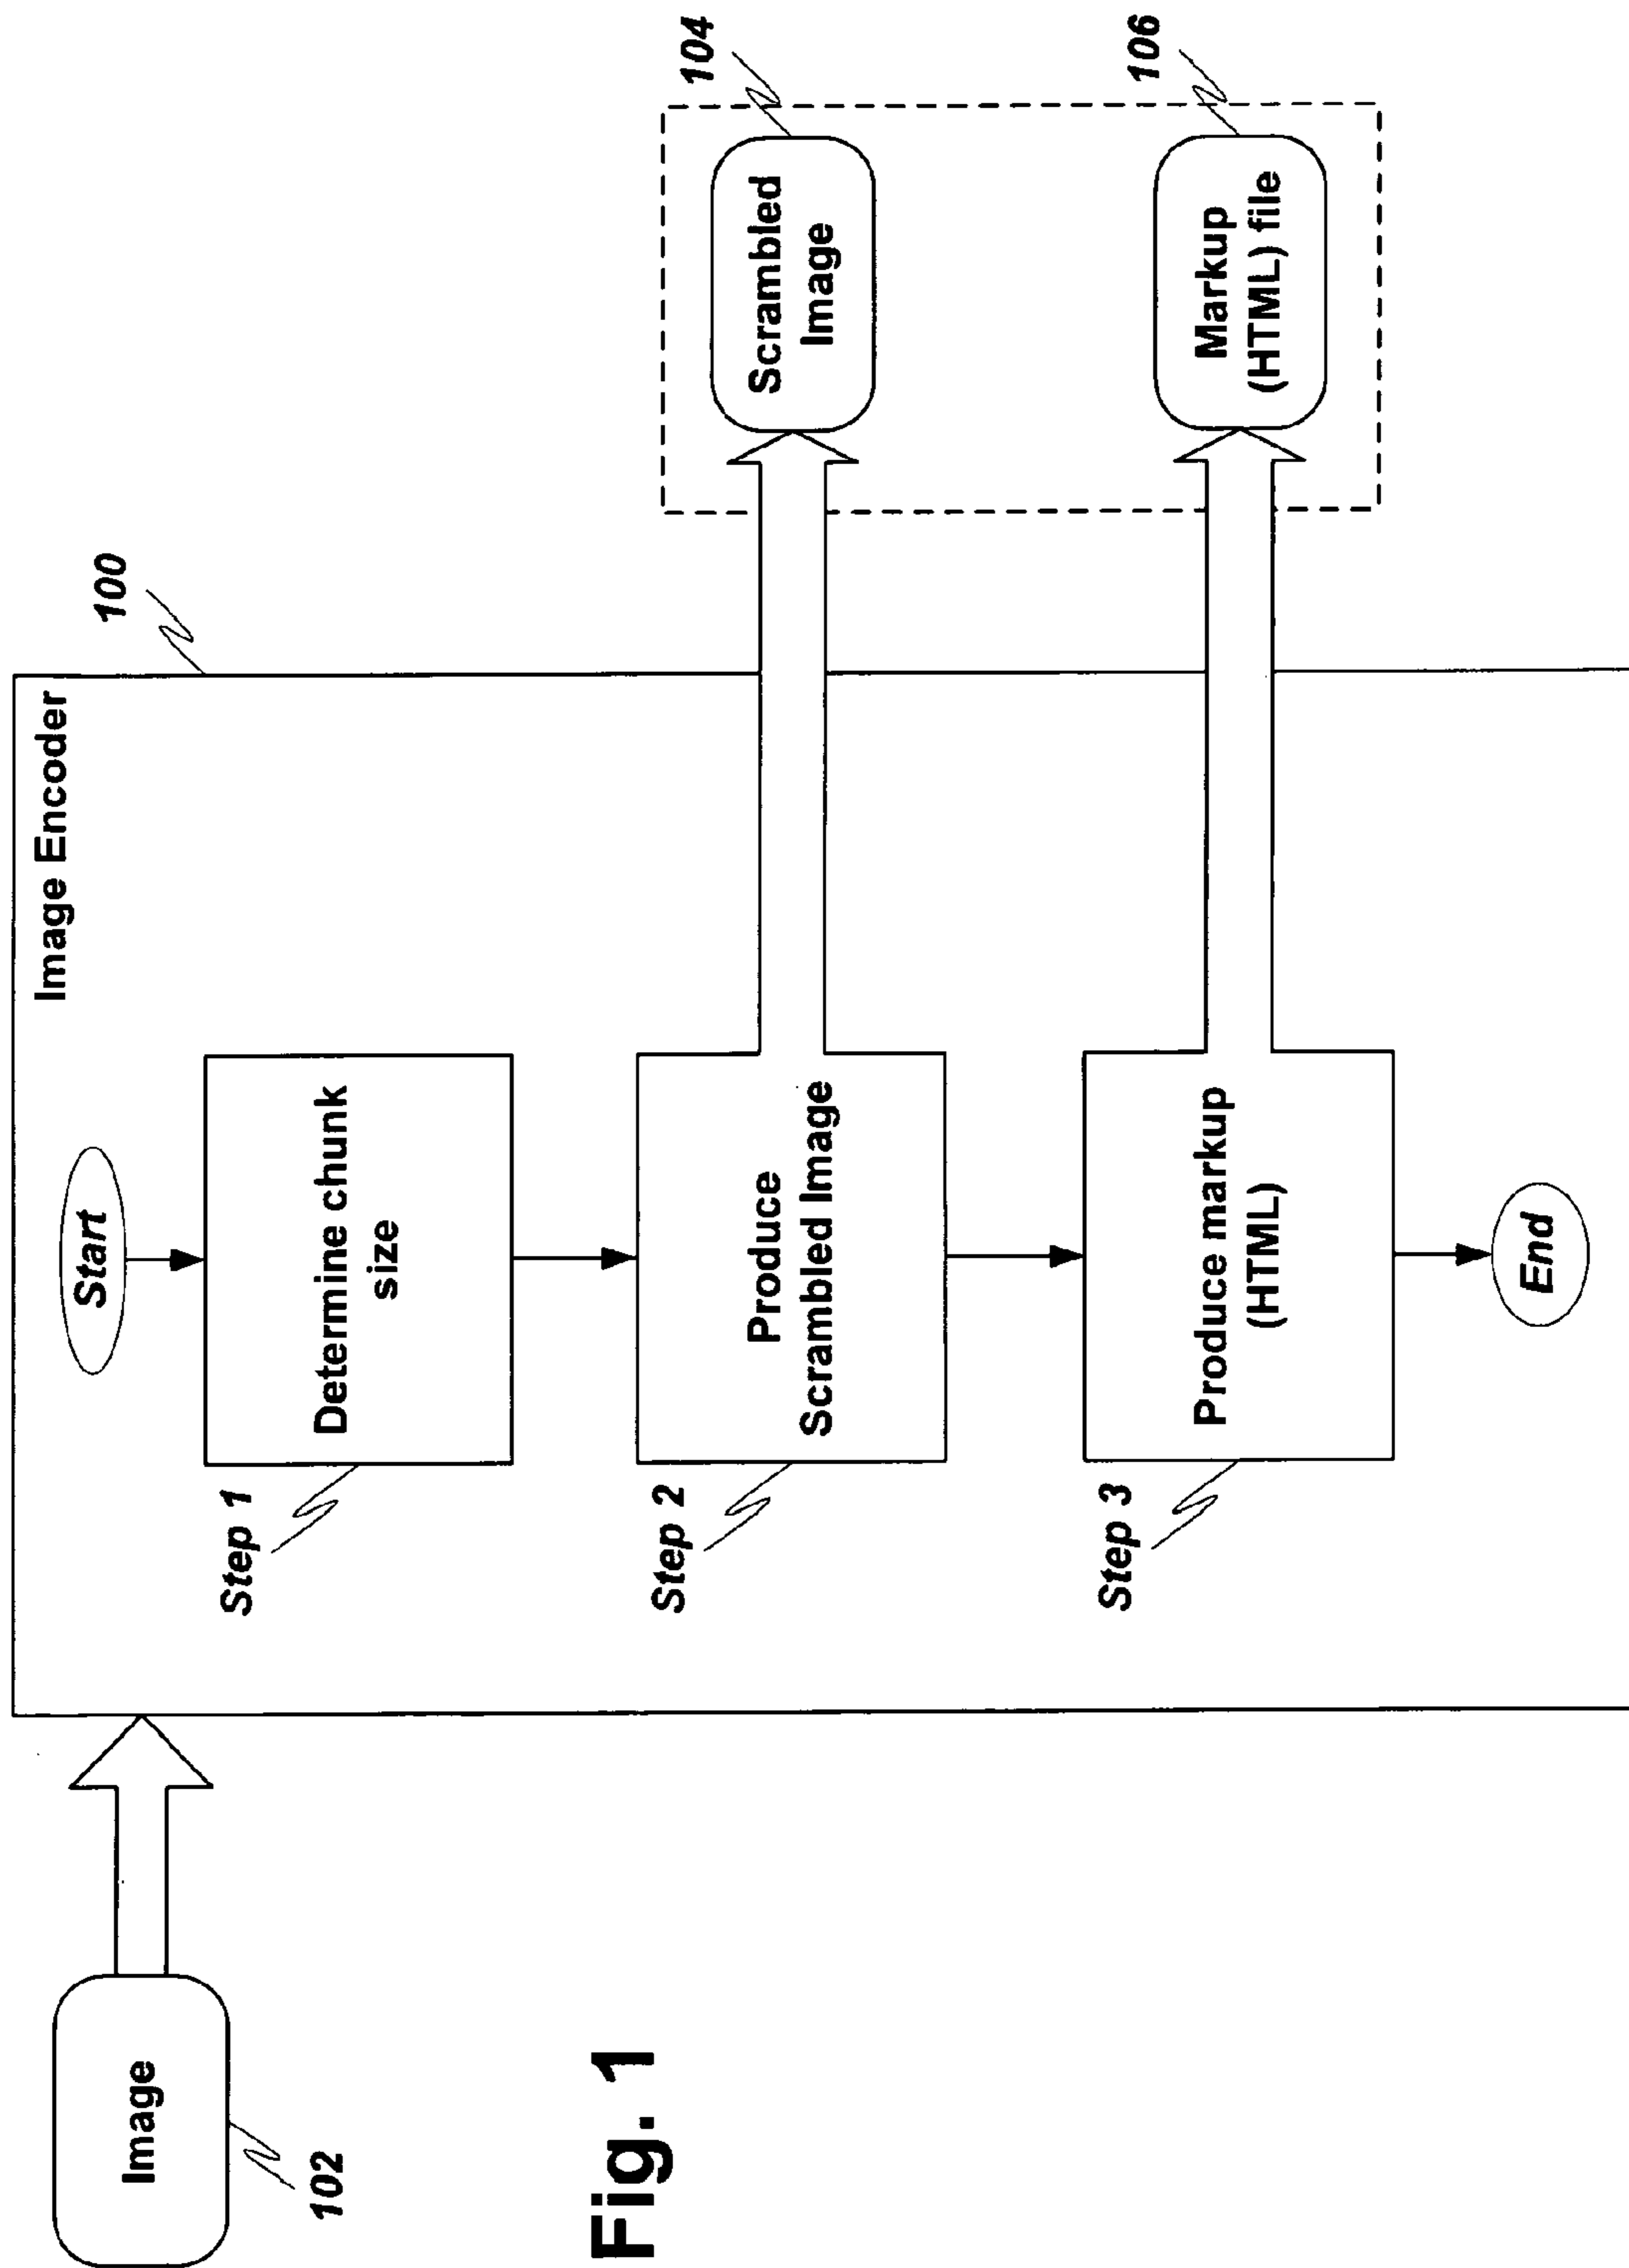 Image
102
Image Encoder
100
Start
Step 1
Determine chunk
size
Step 2
Produce
Scrambled Image
Step 3
Produce markup
(HTML)
End
Scrambled
Image
104
Markup
(HTML) file
106
Fig. 1